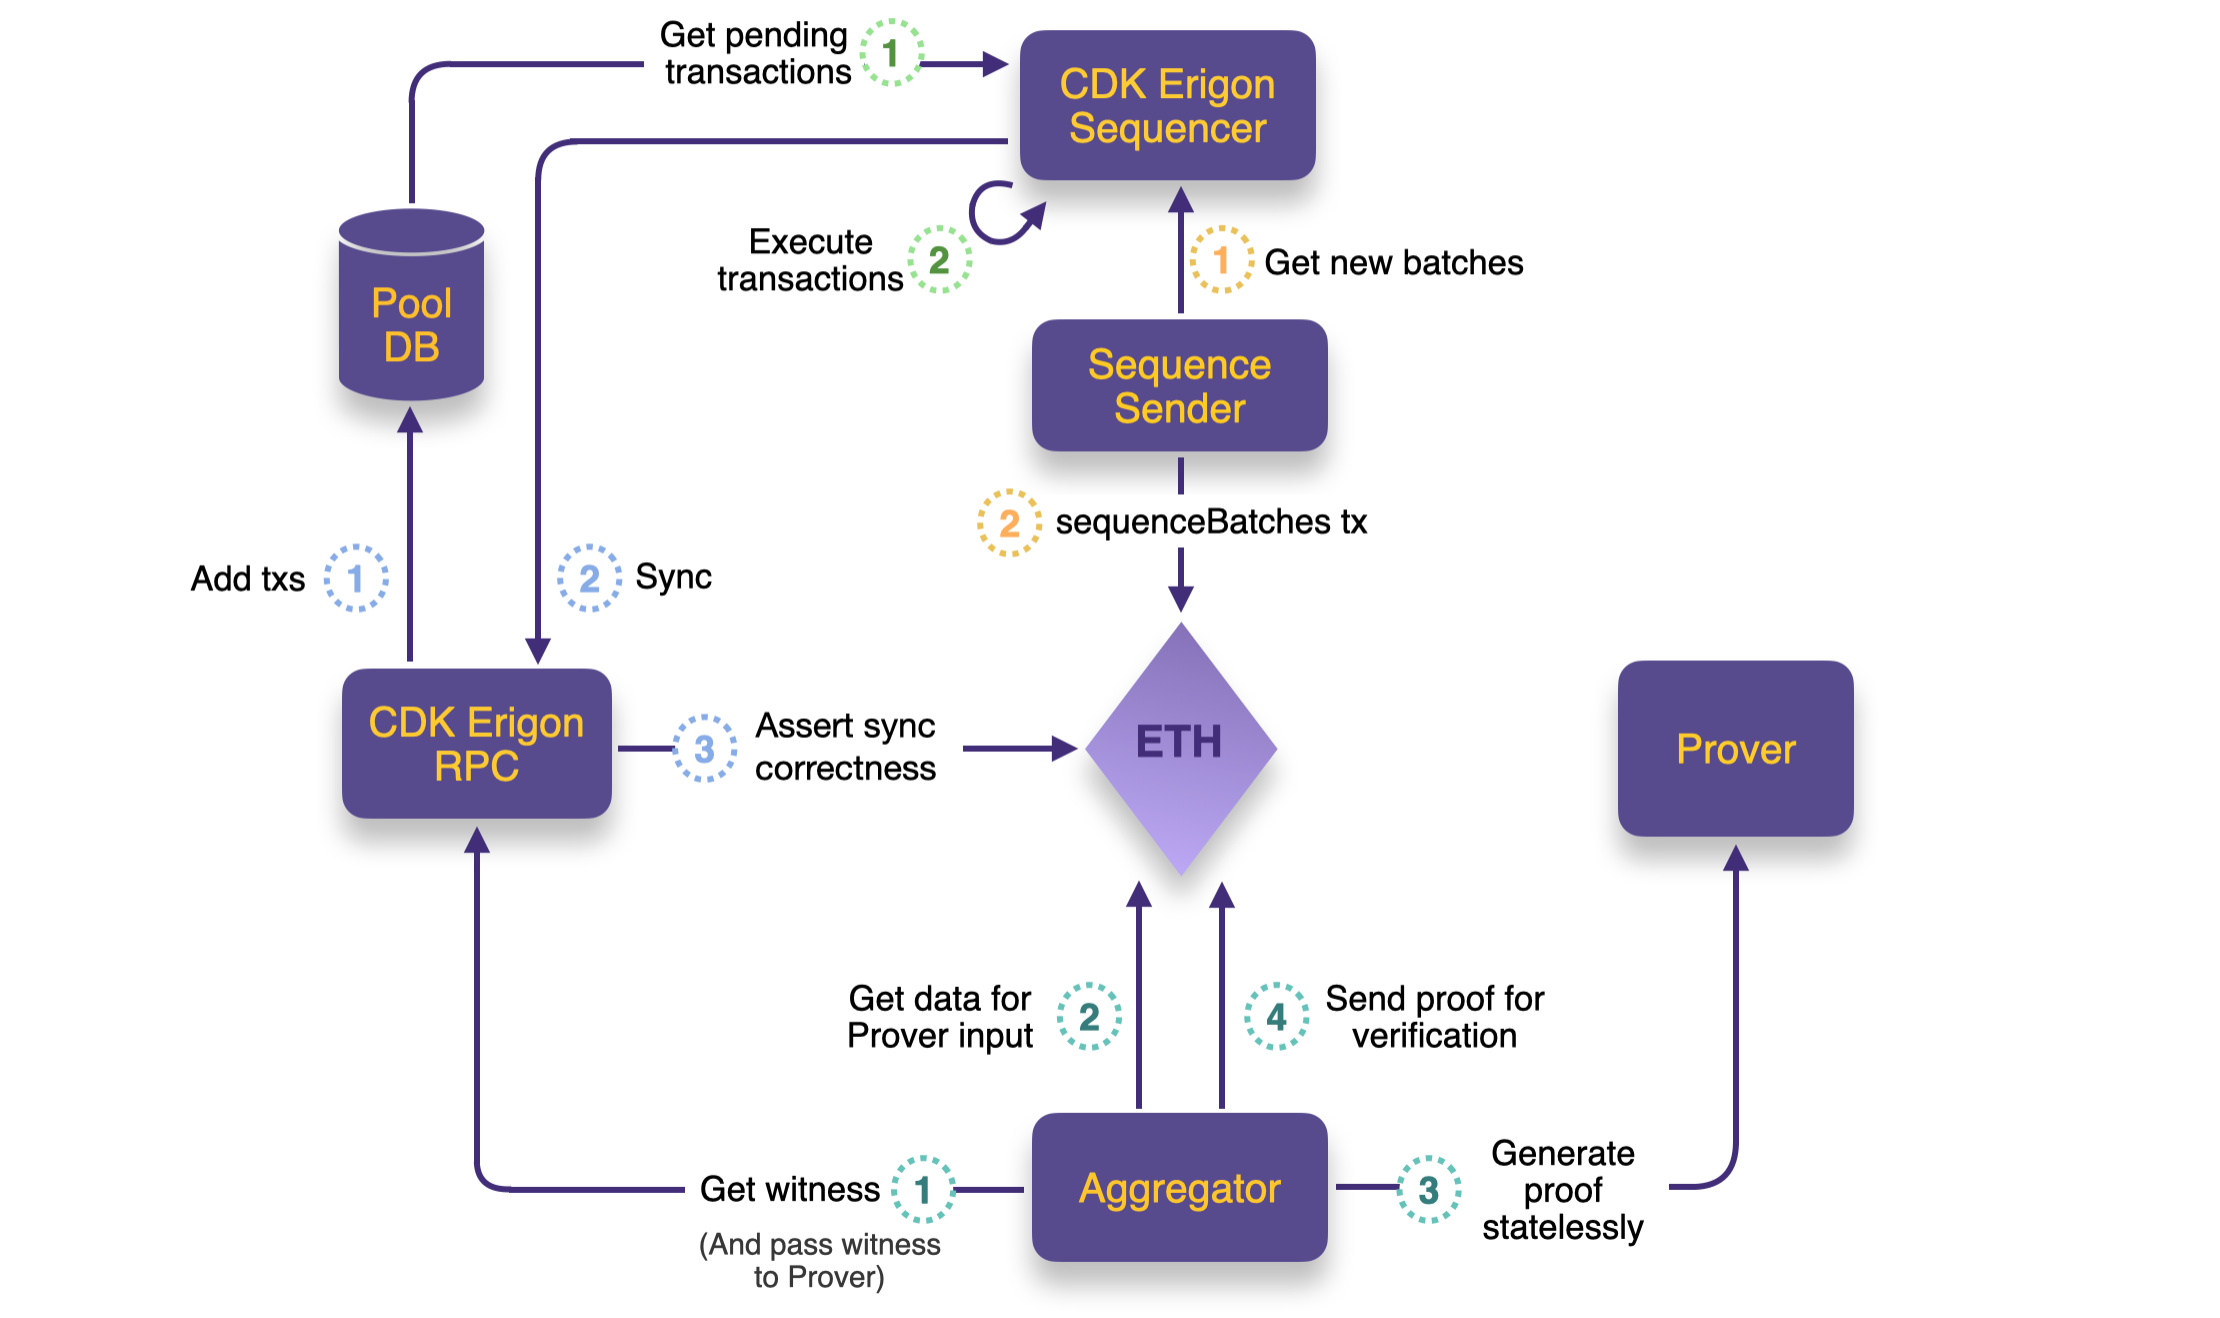 Get pending
transactions
1
CDK Erigon
Sequencer
Execute
transactions
2
1
Get new batches
Pool
DB
Sequence
Sender
2
sequenceBatches tx
Add txs
1
2
Sync
CDK Erigon
RPC
3
Assert sync
correctness
ETH
Prover
Get data for
Prover input
2
4
Send proof for
verification
Get witness
1
(And pass witness
to Prover)
Aggregator
3
Generate
proof
statelessly